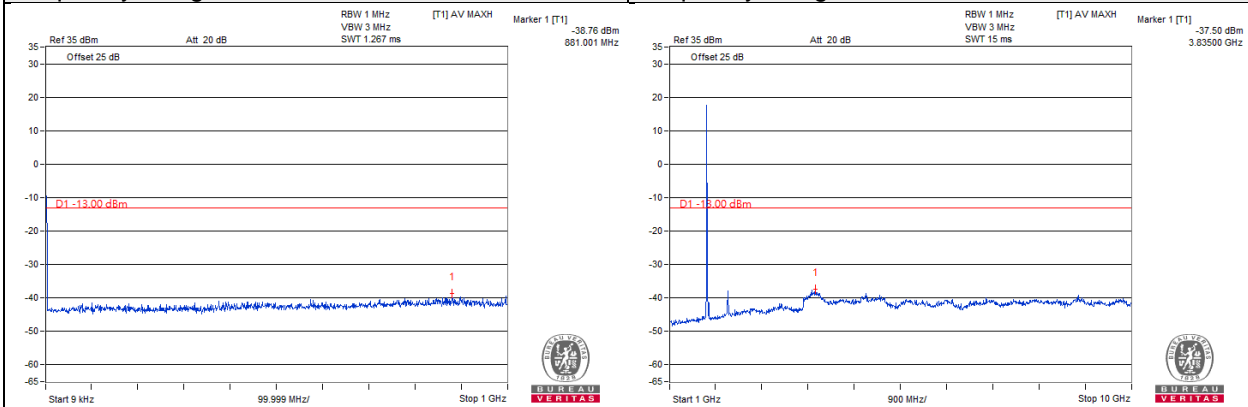 RBW 1 MHz [T1] AV MAXH Marker 1 [T1]
VBW 3 MHz -38.76 dBm
Ref 35 dBm Att 20 dB SWT 1.267 ms 881.001 MHz
35
Offset 25 dB
30
20
10
0
-10
D1 -13.00 dBm
-20
-30
1
-40
-50
-60
-65
Start 9 kHz 99.999 MHz/ Stop 1 GHz
BUREAU VERITAS
1828
BUREAU
VERITAS
RBW 1 MHz [T1] AV MAXH Marker 1 [T1]
VBW 3 MHz -37.50 dBm
Ref 35 dBm Att 20 dB SWT 15 ms 3.83500 GHz
35
Offset 25 dB
30
20
10
0
-10
D1 -13.00 dBm
-20
-30
1
-40
-50
-60
-65
Start 1 GHz 900 MHz/ Stop 10 GHz
BUREAU VERITAS
1828
BUREAU
VERITAS